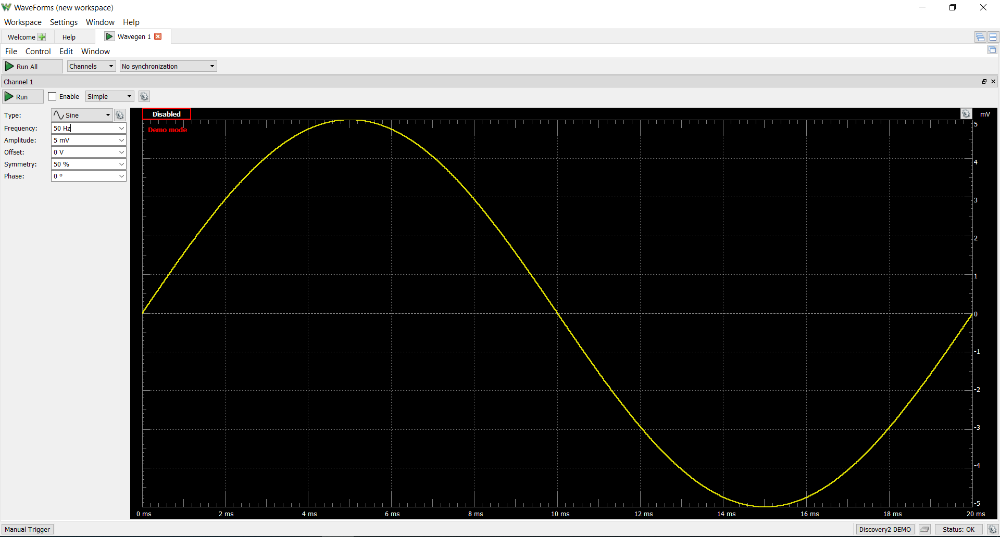 WaveForms (new workspace)
Workspace Settings Window Help
Welcome Help Wavegen 1
File Control Edit Window
Run All Channels No synchronization
Channel 1
Run Enable Simple
Type: Sine
Frequency: 50 Hz
Amplitude: 5 mV
Offset: 0 V
Symmetry: 50 %
Phase: 0 º
Disabled mV
Demo mode
5
4
3
2
1
0
-1
-2
-3
-4
-5
0 ms 2 ms 4 ms 6 ms 8 ms 10 ms 12 ms 14 ms 16 ms 18 ms 20 ms
Manual Trigger Discovery2 DEMO Status: OK